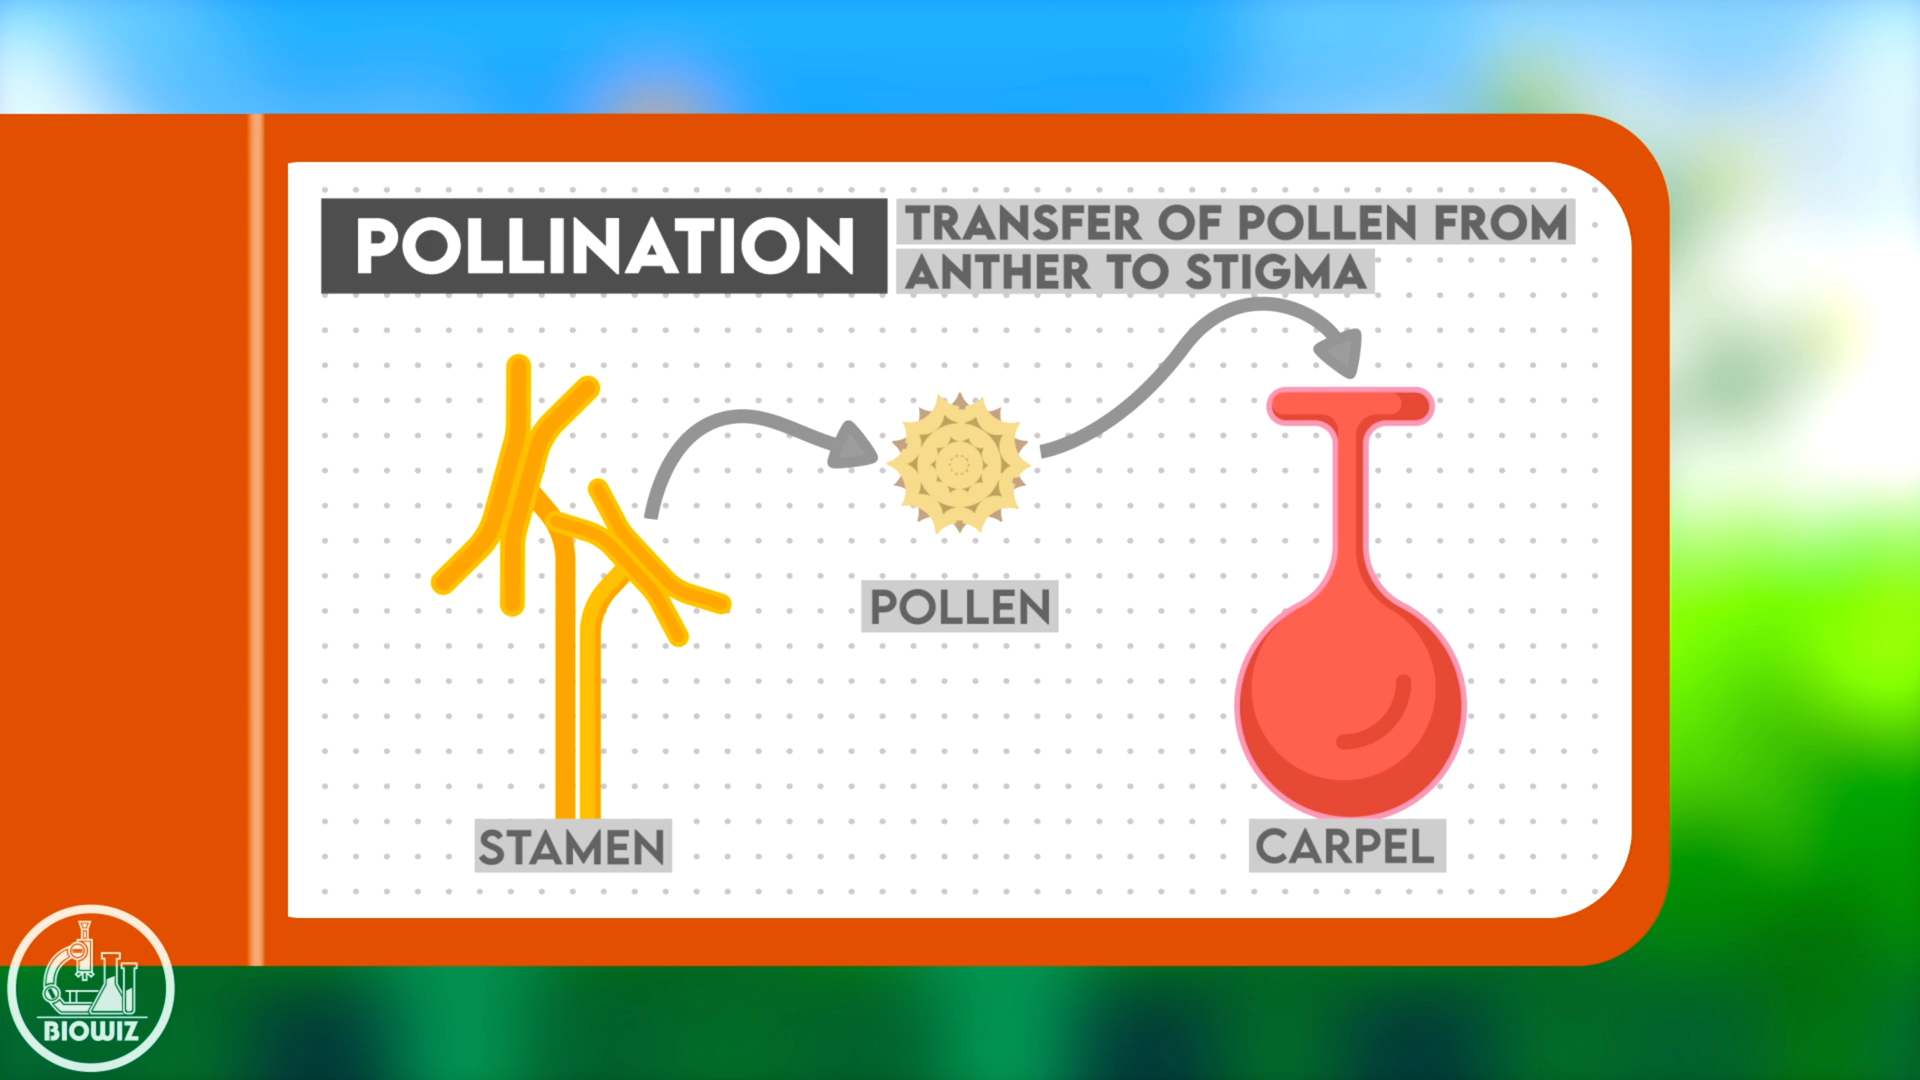 POLLINATION
TRANSFER OF POLLEN FROM
ANTHER TO STIGMA
POLLEN
STAMEN
CARPEL
BIOWIZ